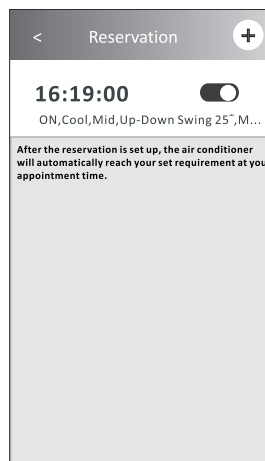 < Reservation +
16:19:00
ON,Cool,Mid,Up-Down Swing 25°,M...
After the reservation is set up, the air conditioner
will automatically reach your set requirement at you
appointment time.